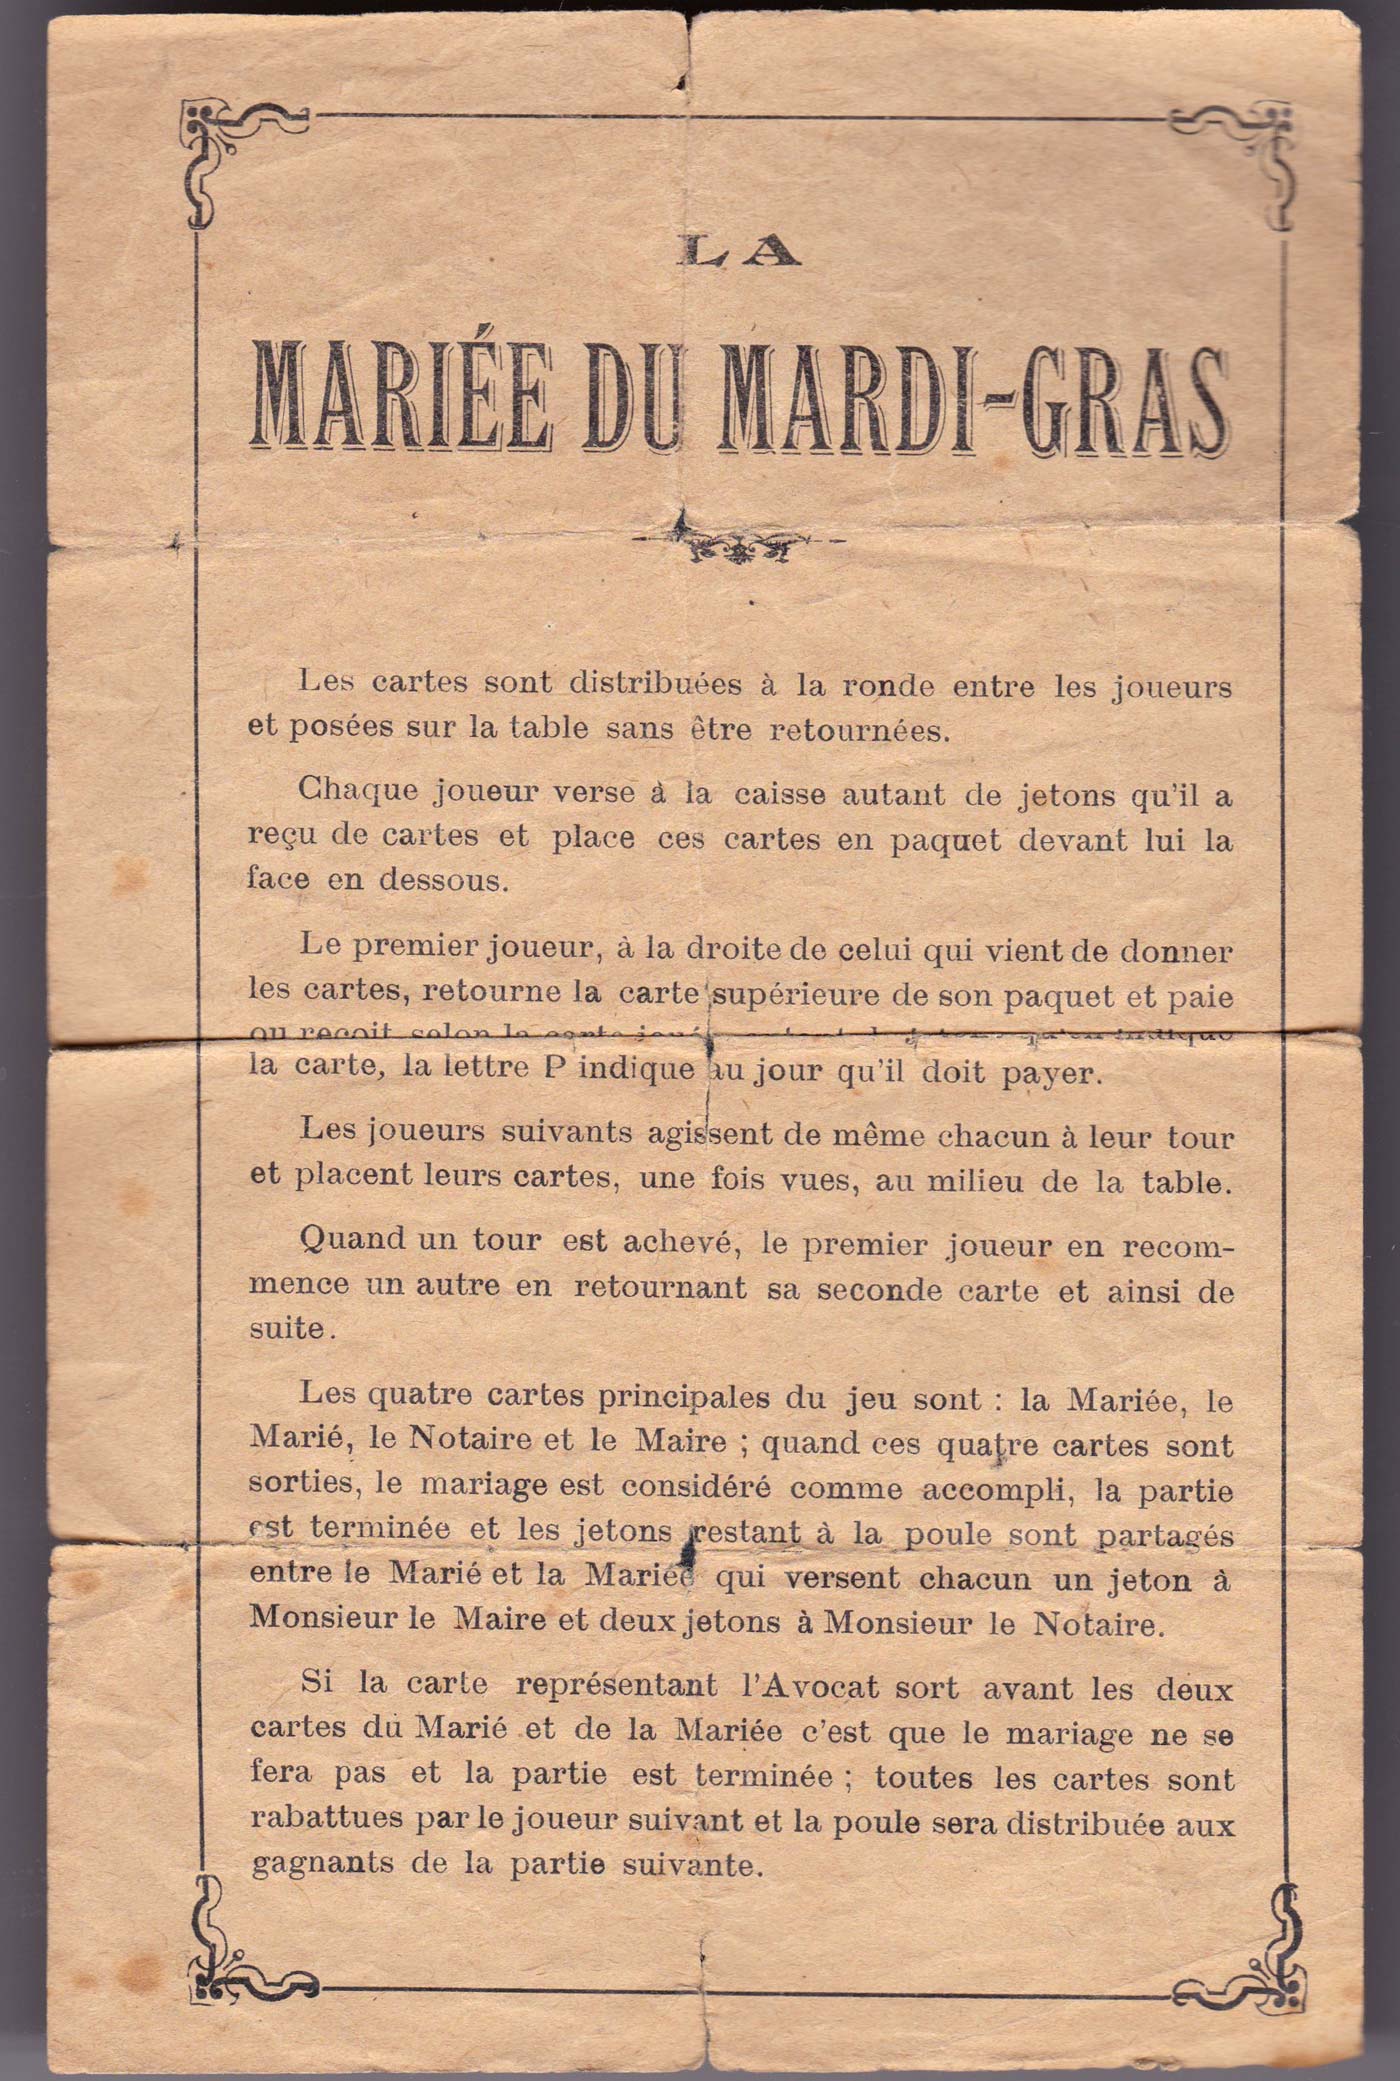 LA
MARIÉE DU MARDI-GRAS
Les cartes sont distribuées à la ronde entre les joueurs
et posées sur la table sans être retournées.
Chaque joueur verse à la caisse autant de jetons qu'il a
reçu de cartes et place ces cartes en paquet devant lui la
face en dessous.
Le premier joueur, à la droite de celui qui vient de donner
les cartes, retourne la carte supérieure de son paquet et paie
ou reçoit selon la carte jouée autant de jetons qu'en indique
la carte, la lettre P indique au jour qu'il doit payer.
Les joueurs suivants agissent de même chacun à leur tour
et placent leurs cartes, une fois vues, au milieu de la table.
Quand un tour est achevé, le premier joueur en recom-
mence un autre en retournant sa seconde carte et ainsi de
suite.
Les quatre cartes principales du jeu sont : la Mariée, le
Marié, le Notaire et le Maire ; quand ces quatre cartes sont
sorties, le mariage est considéré comme accompli, la partie
est terminée et les jetons restant à la poule sont partagés
entre le Marié et la Mariée qui versent chacun un jeton à
Monsieur le Maire et deux jetons à Monsieur le Notaire.
Si la carte représentant l'Avocat sort avant les deux
cartes du Marié et de la Mariée c'est que le mariage ne se
fera pas et la partie est terminée ; toutes les cartes sont
rabattues par le joueur suivant et la poule sera distribuée aux
gagnants de la partie suivante.